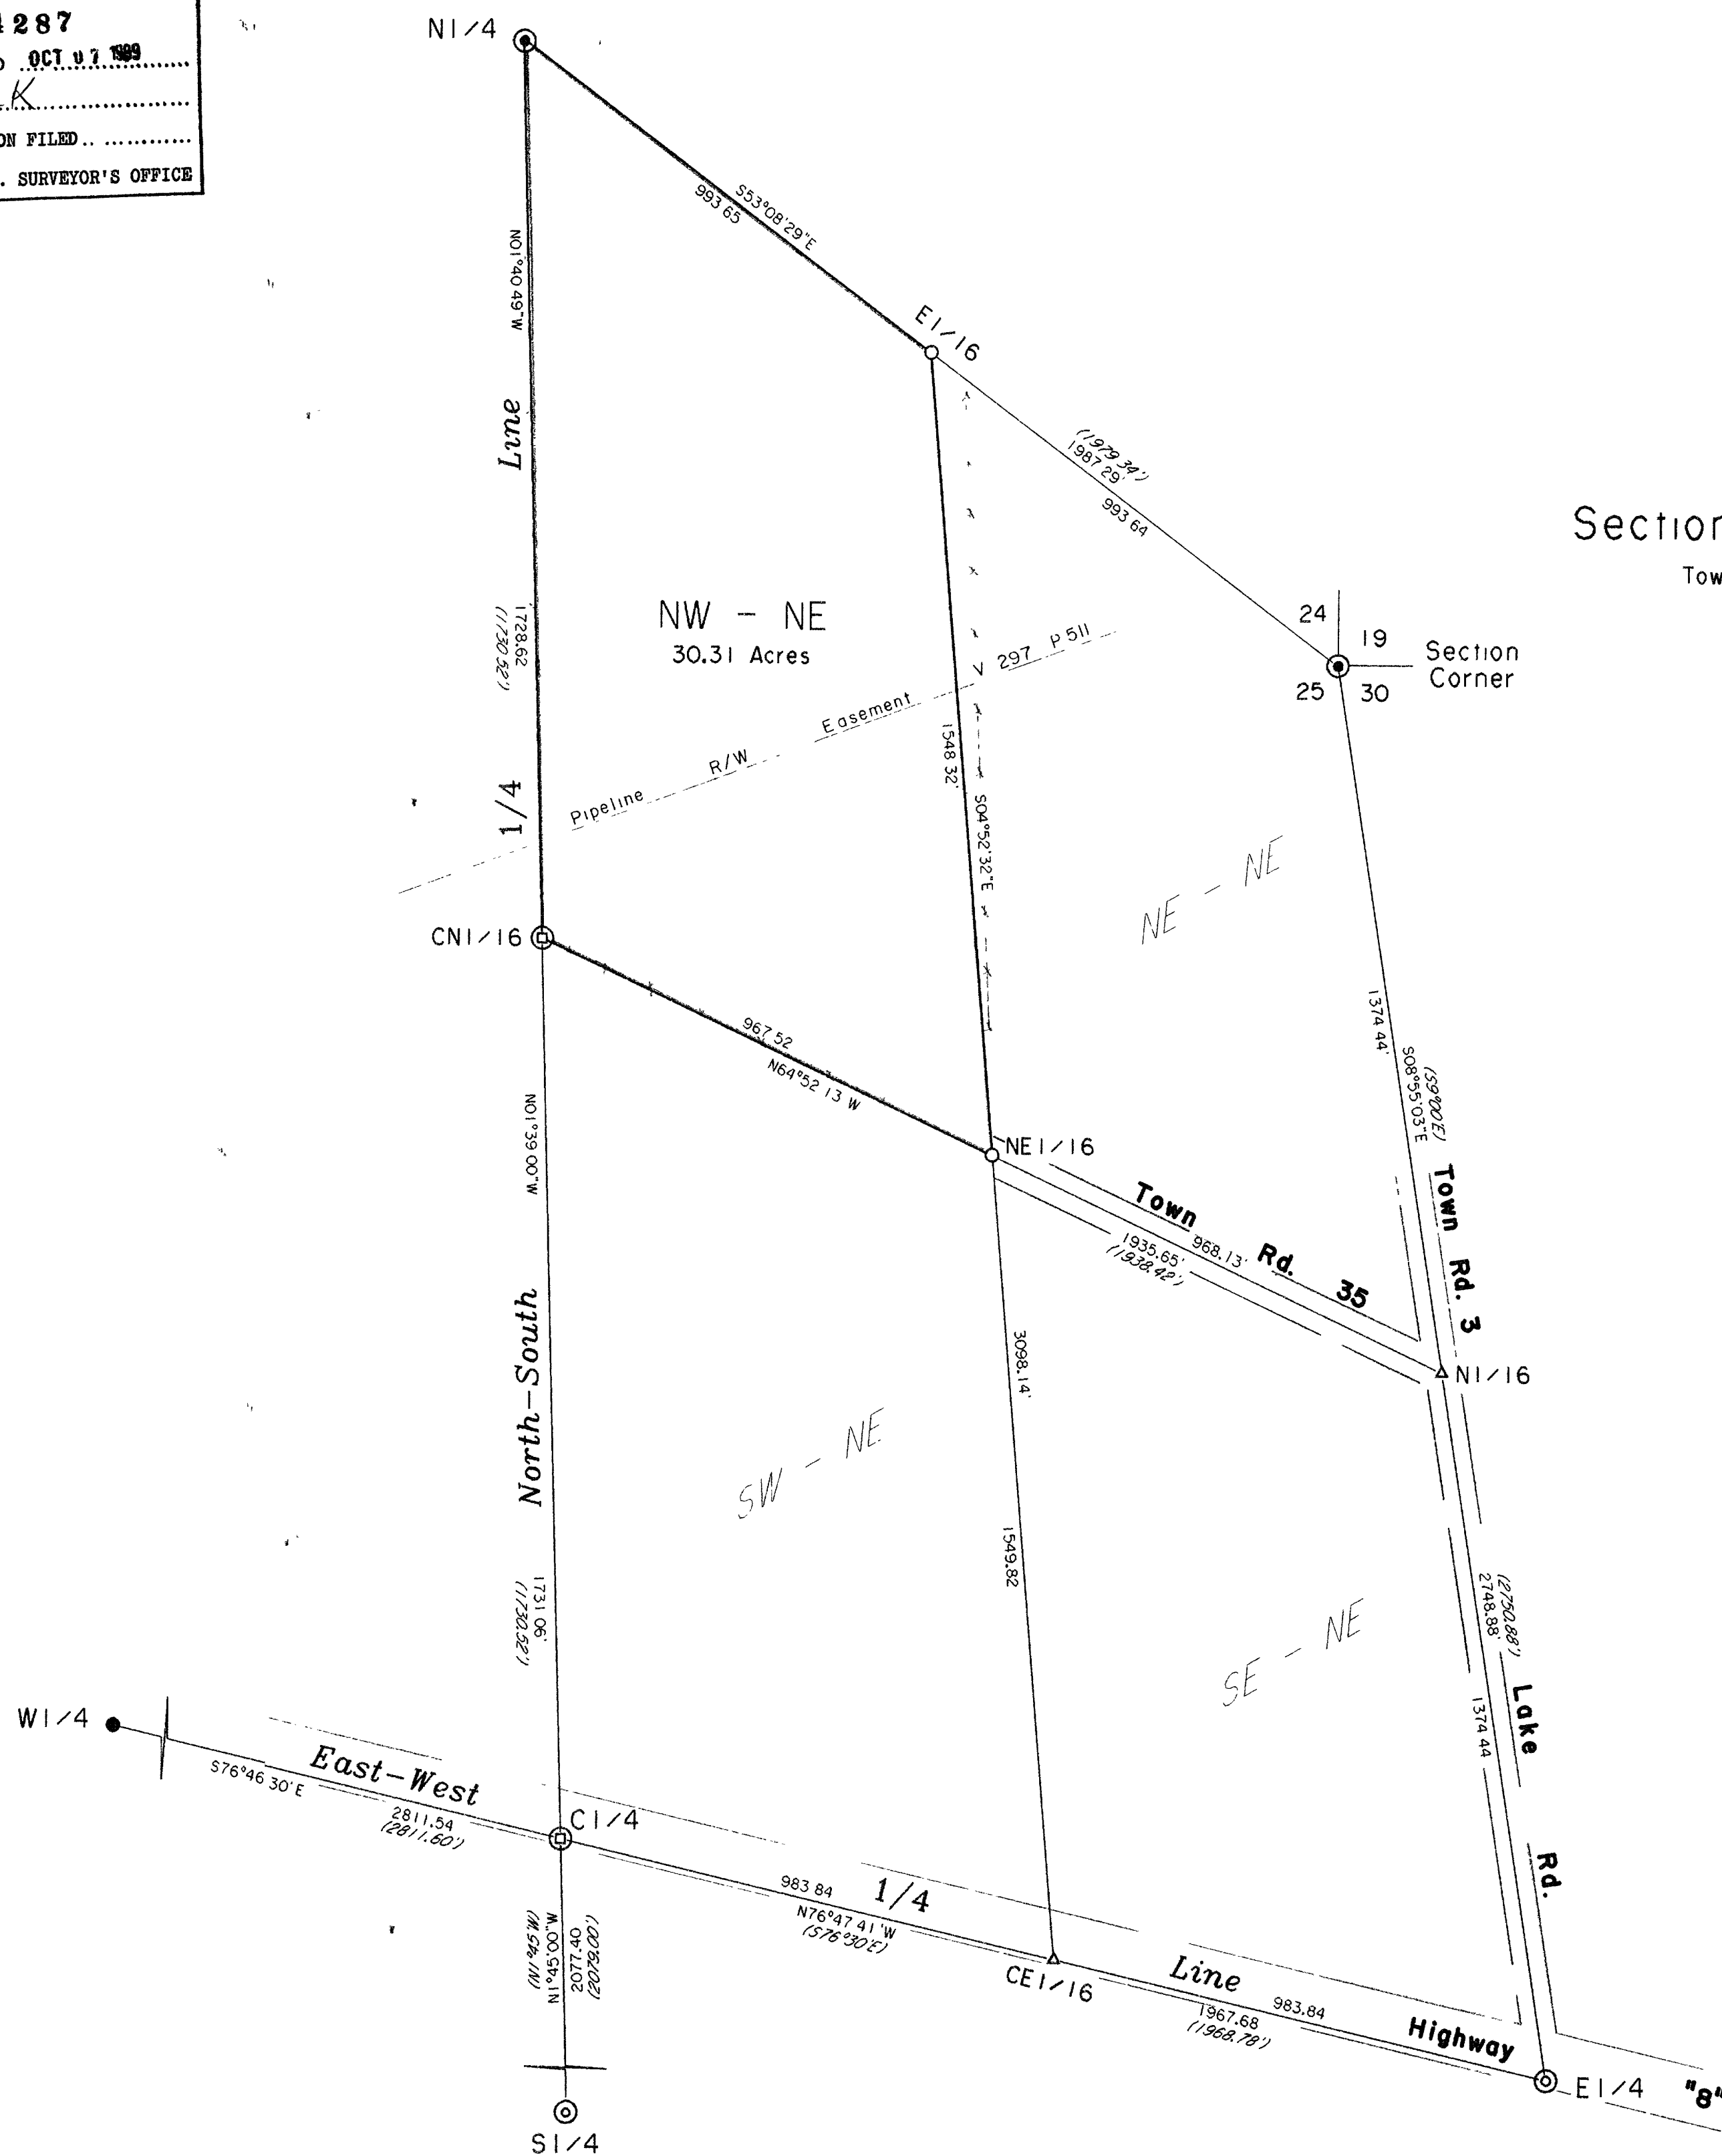 4287
OCT 07 1989
K
ON FILED
. SURVEYOR'S OFFICE
N1/4
S53°08'29"E
993 65
N01°40 49"W
E1/16
Line
(1979 34')
1987 29'
993 64
Section
Tow
NW - NE
30.31 Acres
1728.62
(1730.52')
24
19
25
30
Section
Corner
V 297 P 511
Pipeline R/W Easement
1548 32'
S04°52'32"E
1/4
NE - NE
CN1/16
967 52
N64°52 13 W
1374 44'
S08°55'03"E
(S9°00'E)
N01°39 00"W
NE1/16
Town Rd. 35
968.13'
1935.65'
(1938.42')
Town Rd. 3
N1/16
North-South
3098.14'
SW - NE
1549.82
1731 06'
(1730.52')
SE - NE
(2750.88')
2748.88'
1374 44
Lake Rd.
W1/4
S76°46 30'E
East-West
2811.54
(2811.60')
C1/4
983 84
1/4
N76°47 41'W
(S76°30'E)
N1°45'00"W
(N1°45'W)
2077.40
CE1/16
Line
983.84
1967.68
(1968.78')
Highway
"8"
E1/4
S1/4